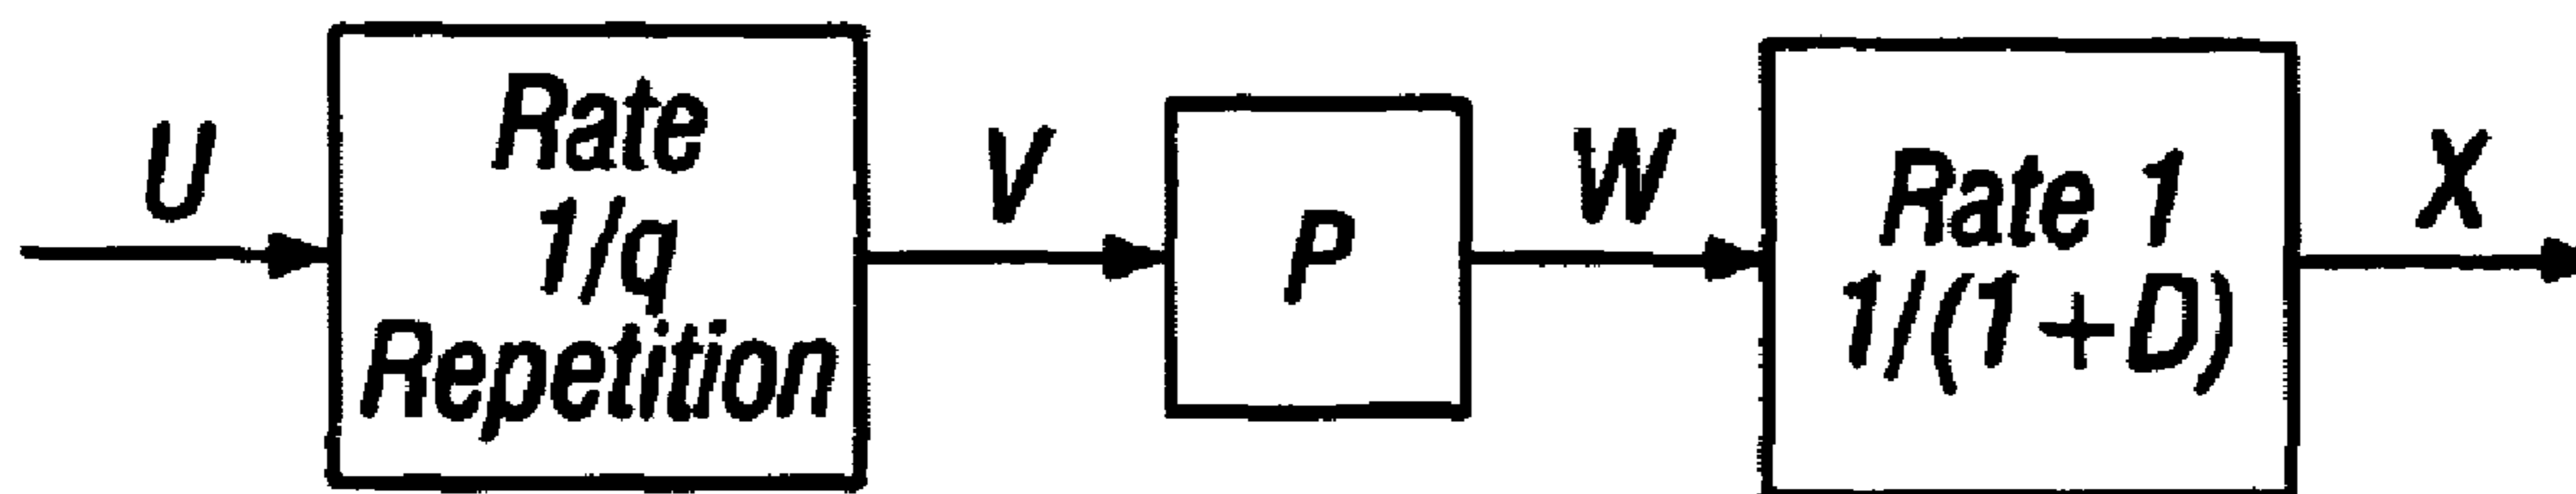 U
Rate
1/q
Repetition
V
P
W
Rate 1
1/(1+D)
X